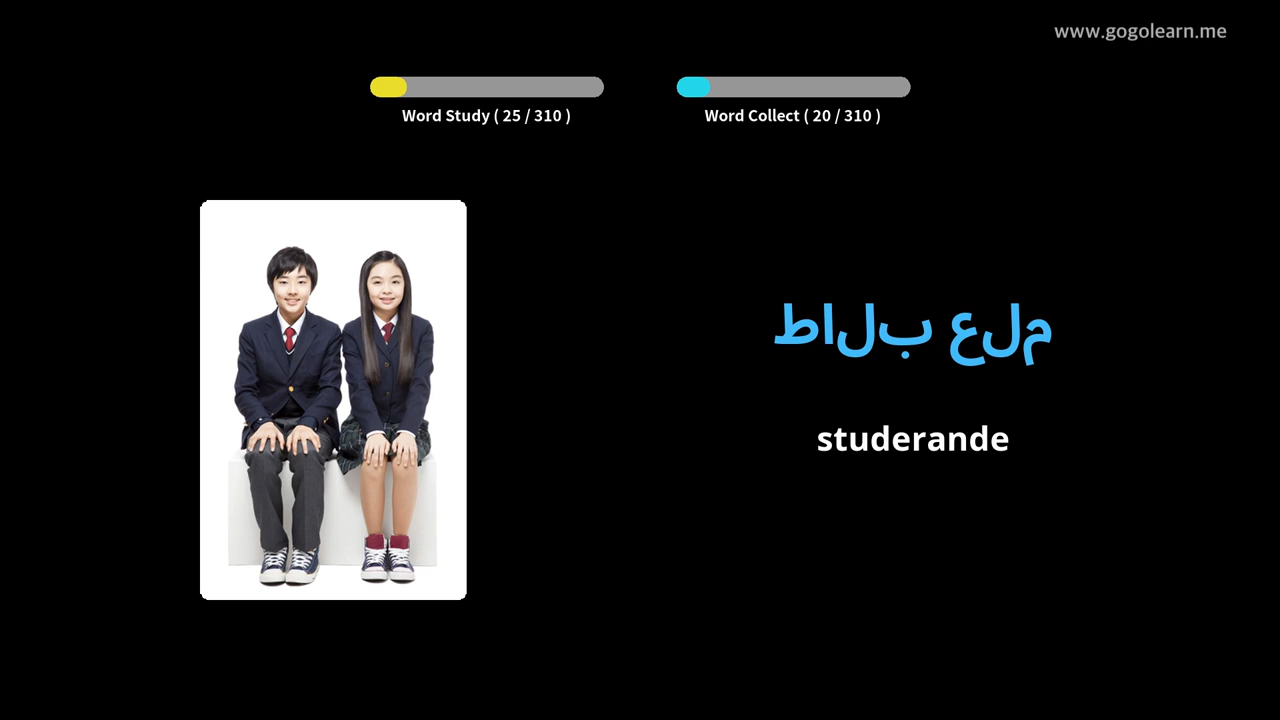 www.gogolearn.me
Word Study ( 25 / 310 )
Word Collect ( 20 / 310 )
طالب علم
studerande